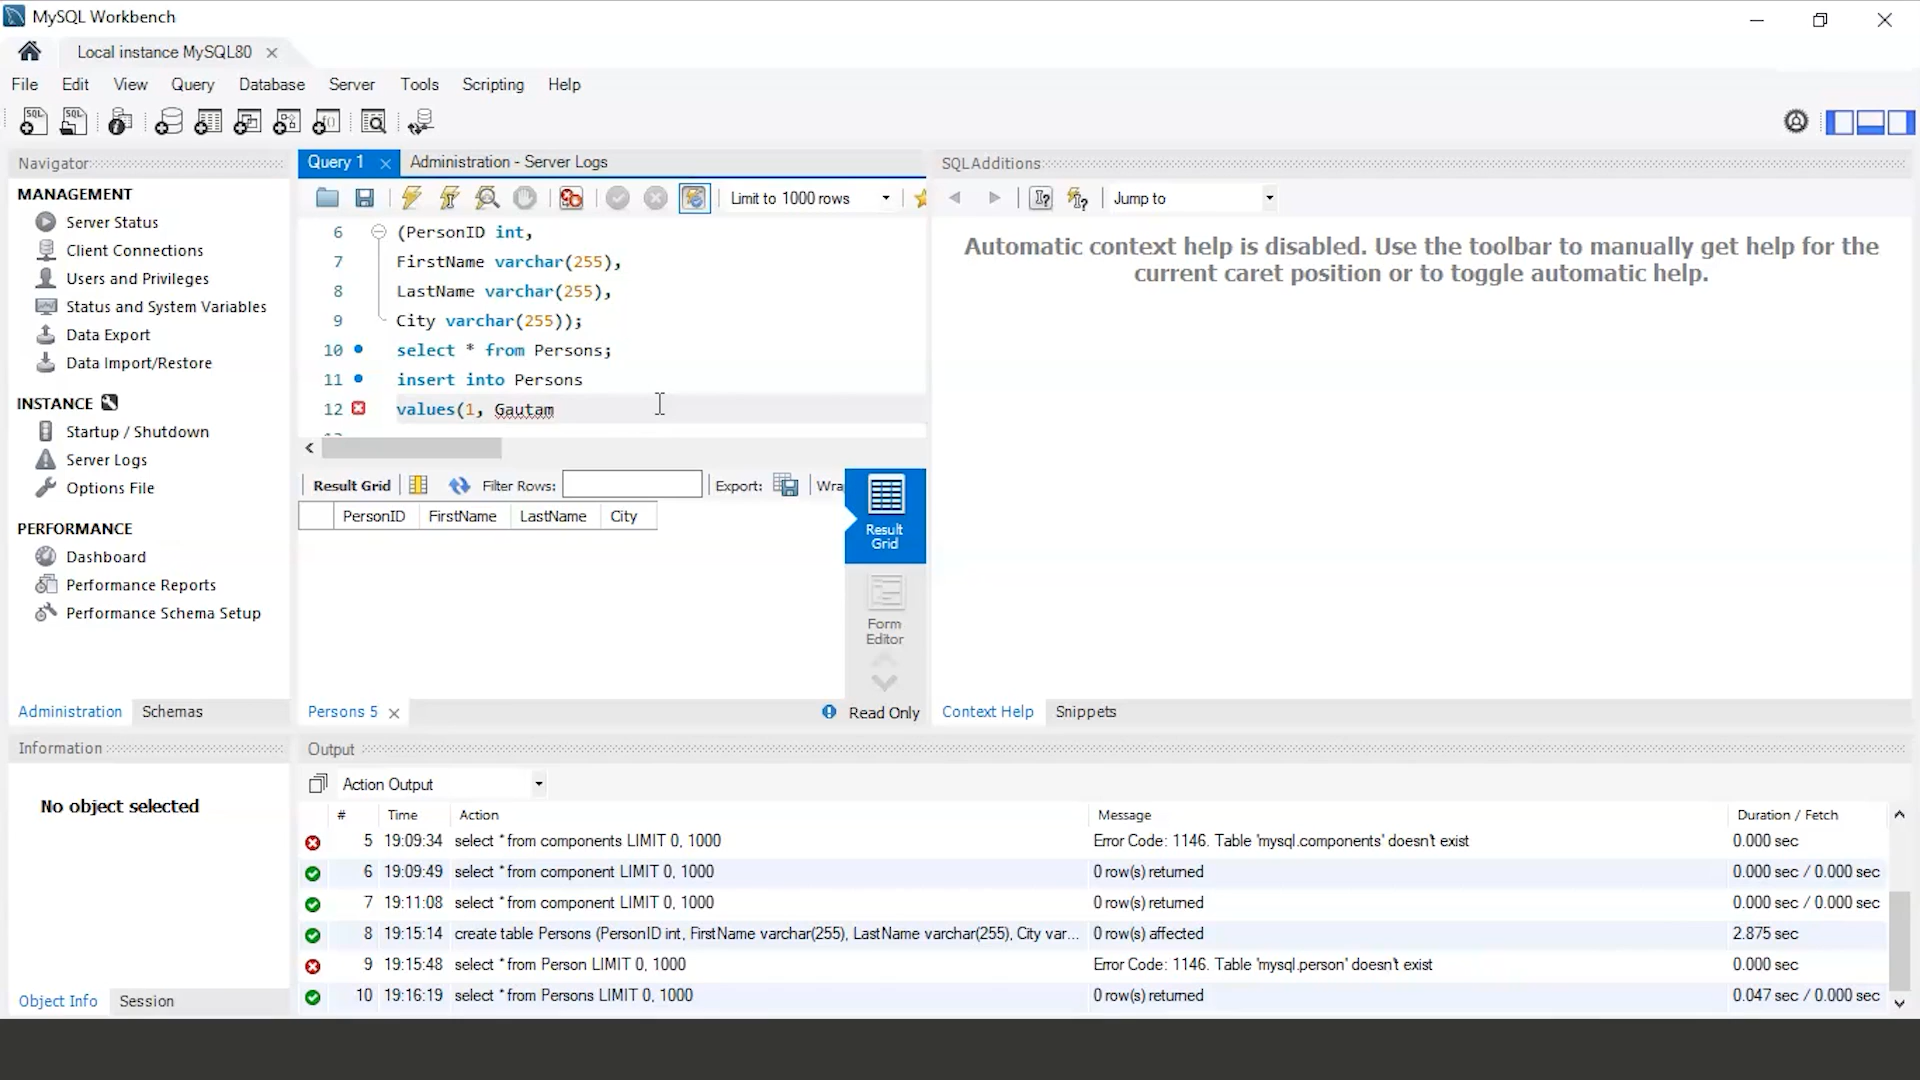 MySQL Workbench
Local instance MySQL80
File Edit View Query Database Server Tools Scripting Help
Navigator
MANAGEMENT
Server Status
Client Connections
Users and Privileges
Status and System Variables
Data Export
Data Import/Restore
INSTANCE
Startup / Shutdown
Server Logs
Options File
PERFORMANCE
Dashboard
Performance Reports
Performance Schema Setup
Administration Schemas
Query 1 Administration - Server Logs
Limit to 1000 rows
6 (PersonID int,
7 FirstName varchar(255),
8 LastName varchar(255),
9 City varchar(255));
10 select * from Persons;
11 insert into Persons
12 values(1, Gautam
Result Grid Filter Rows: Export: Wra
PersonID FirstName LastName City
Result
Grid
Form
Editor
Persons 5 Read Only
SQLAdditions
Jump to
Automatic context help is disabled. Use the toolbar to manually get help for the
current caret position or to toggle automatic help.
Context Help Snippets
Information
No object selected
Object Info Session
Output
Action Output
# Time Action Message Duration / Fetch
5 19:09:34 select * from components LIMIT 0, 1000 Error Code: 1146. Table 'mysql.components' doesn't exist 0.000 sec
6 19:09:49 select * from component LIMIT 0, 1000 0 row(s) returned 0.000 sec / 0.000 sec
7 19:11:08 select * from component LIMIT 0, 1000 0 row(s) returned 0.000 sec / 0.000 sec
8 19:15:14 create table Persons (PersonID int, FirstName varchar(255), LastName varchar(255), City var... 0 row(s) affected 2.875 sec
9 19:15:48 select * from Person LIMIT 0, 1000 Error Code: 1146. Table 'mysql.person' doesn't exist 0.000 sec
10 19:16:19 select * from Persons LIMIT 0, 1000 0 row(s) returned 0.047 sec / 0.000 sec